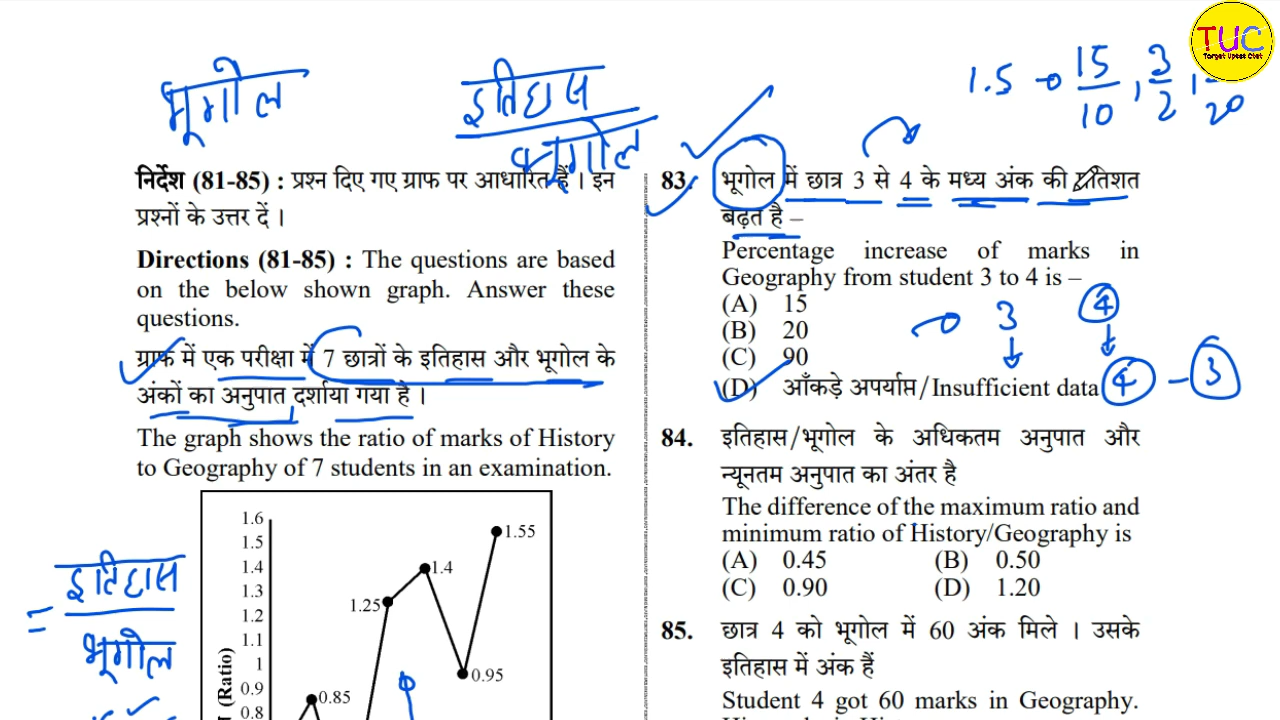 TUC
Target Upsss Ctet
भूगोल
इतिहास
भूगोल
1.5 → 15/10, 3/2,
20
निर्देश (81-85) : प्रश्न दिए गए ग्राफ पर आधारित हैं । इन
प्रश्नों के उत्तर दें ।
Directions (81-85) : The questions are based
on the below shown graph. Answer these
questions.
ग्राफ में एक परीक्षा में 7 छात्रों के इतिहास और भूगोल के
अंकों का अनुपात दर्शाया गया है ।
The graph shows the ratio of marks of History
to Geography of 7 students in an examination.
1.6
1.5
1.4
1.3
1.2
1.1
1
0.9
0.8
(Ratio)
0.85
1.25
1.4
0.95
1.55
= इतिहास
भूगोल
83. भूगोल में छात्र 3 से 4 के मध्य अंक की प्रतिशत
बढ़त है –
Percentage increase of marks in
Geography from student 3 to 4 is –
(A) 15
(B) 20
(C) 90
(D) आँकड़े अपर्याप्त/Insufficient data
3 4
4 – 3
84. इतिहास/भूगोल के अधिकतम अनुपात और
न्यूनतम अनुपात का अंतर है
The difference of the maximum ratio and
minimum ratio of History/Geography is
(A) 0.45 (B) 0.50
(C) 0.90 (D) 1.20
85. छात्र 4 को भूगोल में 60 अंक मिले । उसके
इतिहास में अंक हैं
Student 4 got 60 marks in Geography.